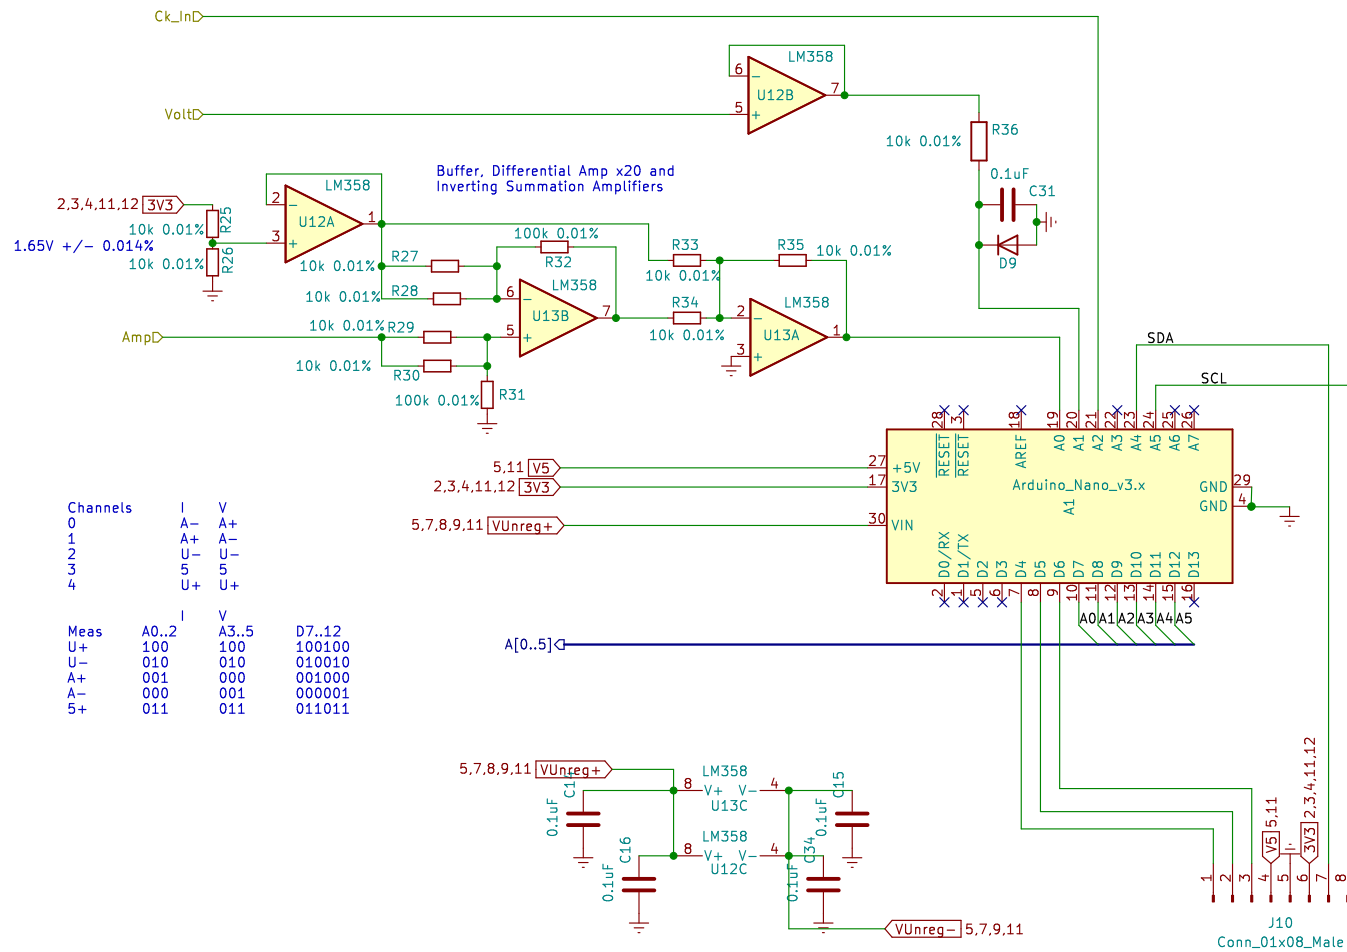 Ck_In
LM358
6
U12B
7
5
Volt
R36
10k 0.01%
0.1uF
C31
D9
Buffer, Differential Amp x20 and
Inverting Summation Amplifiers
2,3,4,11,12 3V3
R25
10k 0.01%
1.65V +/- 0.014%
10k 0.01%
R26
LM358
2
U12A
1
3
+
100k 0.01%
R32
R27
10k 0.01%
R28
10k 0.01%
LM358
6
U13B
7
5
+
R33
10k 0.01%
R35
10k 0.01%
R34
10k 0.01%
LM358
2
U13A
1
3
+
Amp
10k 0.01%
R29
10k 0.01%
R30
100k 0.01%
R31
SDA
SCL
28 3 18 19 20 21 22 23 24 25 26
RESET RESET AREF A0 A1 A2 A3 A4 A5 A6 A7
5,11 V5
27 +5V
2,3,4,11,12 3V3
17 3V3
5,7,8,9,11 VUnreg+
30 VIN
Arduino_Nano_v3.x
A1
GND 29
GND 4
D0/RX D1/TX D2 D3 D4 D5 D6 D7 D8 D9 D10 D11 D12 D13
2 1 5 6 7 8 9 10 11 12 13 14 15 16
A0 A1 A2 A3 A4 A5
A[0..5]
Channels I V
0 A- A+
1 A+ A-
2 U- U-
3 5 5
4 U+ U+
I V
Meas A0..2 A3..5 D7..12
U+ 100 100 100100
U- 010 010 010010
A+ 001 000 001000
A- 000 001 000001
5+ 011 011 011011
5,7,8,9,11 VUnreg+
C14
0.1uF
LM358
8 V+ V- 4
U13C
C15
0.1uF
C16
0.1uF
LM358
8 V+ V- 4
U12C
C34
0.1uF
VUnreg- 5,7,9,11
V5 5,11
3V3 2,3,4,11,12
1 2 3 4 5 6 7 8
J10
Conn_01x08_Male